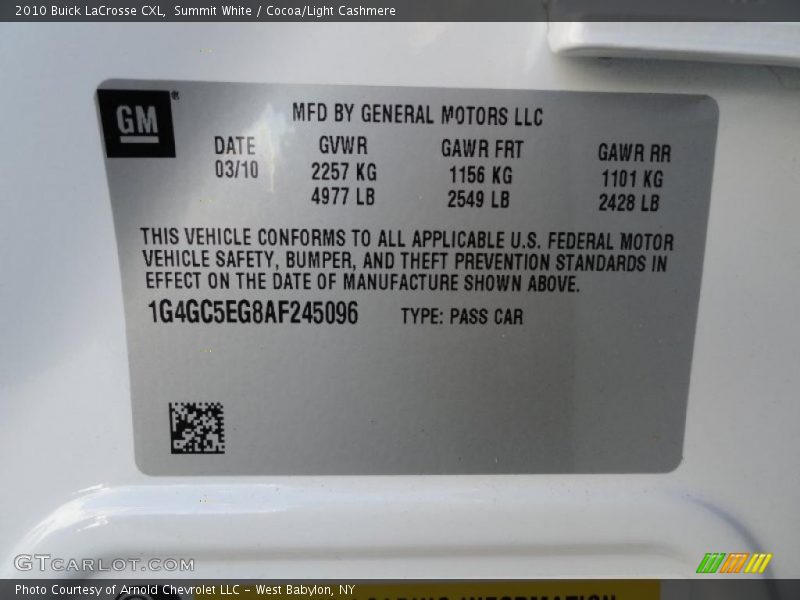 2010 Buick LaCrosse CXL, Summit White / Cocoa/Light Cashmere
GM®
MFD BY GENERAL MOTORS LLC
DATE GVWR GAWR FRT GAWR RR
03/10 2257 KG 1156 KG 1101 KG
4977 LB 2549 LB 2428 LB
THIS VEHICLE CONFORMS TO ALL APPLICABLE U.S. FEDERAL MOTOR
VEHICLE SAFETY, BUMPER, AND THEFT PREVENTION STANDARDS IN
EFFECT ON THE DATE OF MANUFACTURE SHOWN ABOVE.
1G4GC5EG8AF245096 TYPE: PASS CAR
GTCARLOT.COM
Photo Courtesy of Arnold Chevrolet LLC - West Babylon, NY
INFORMATION